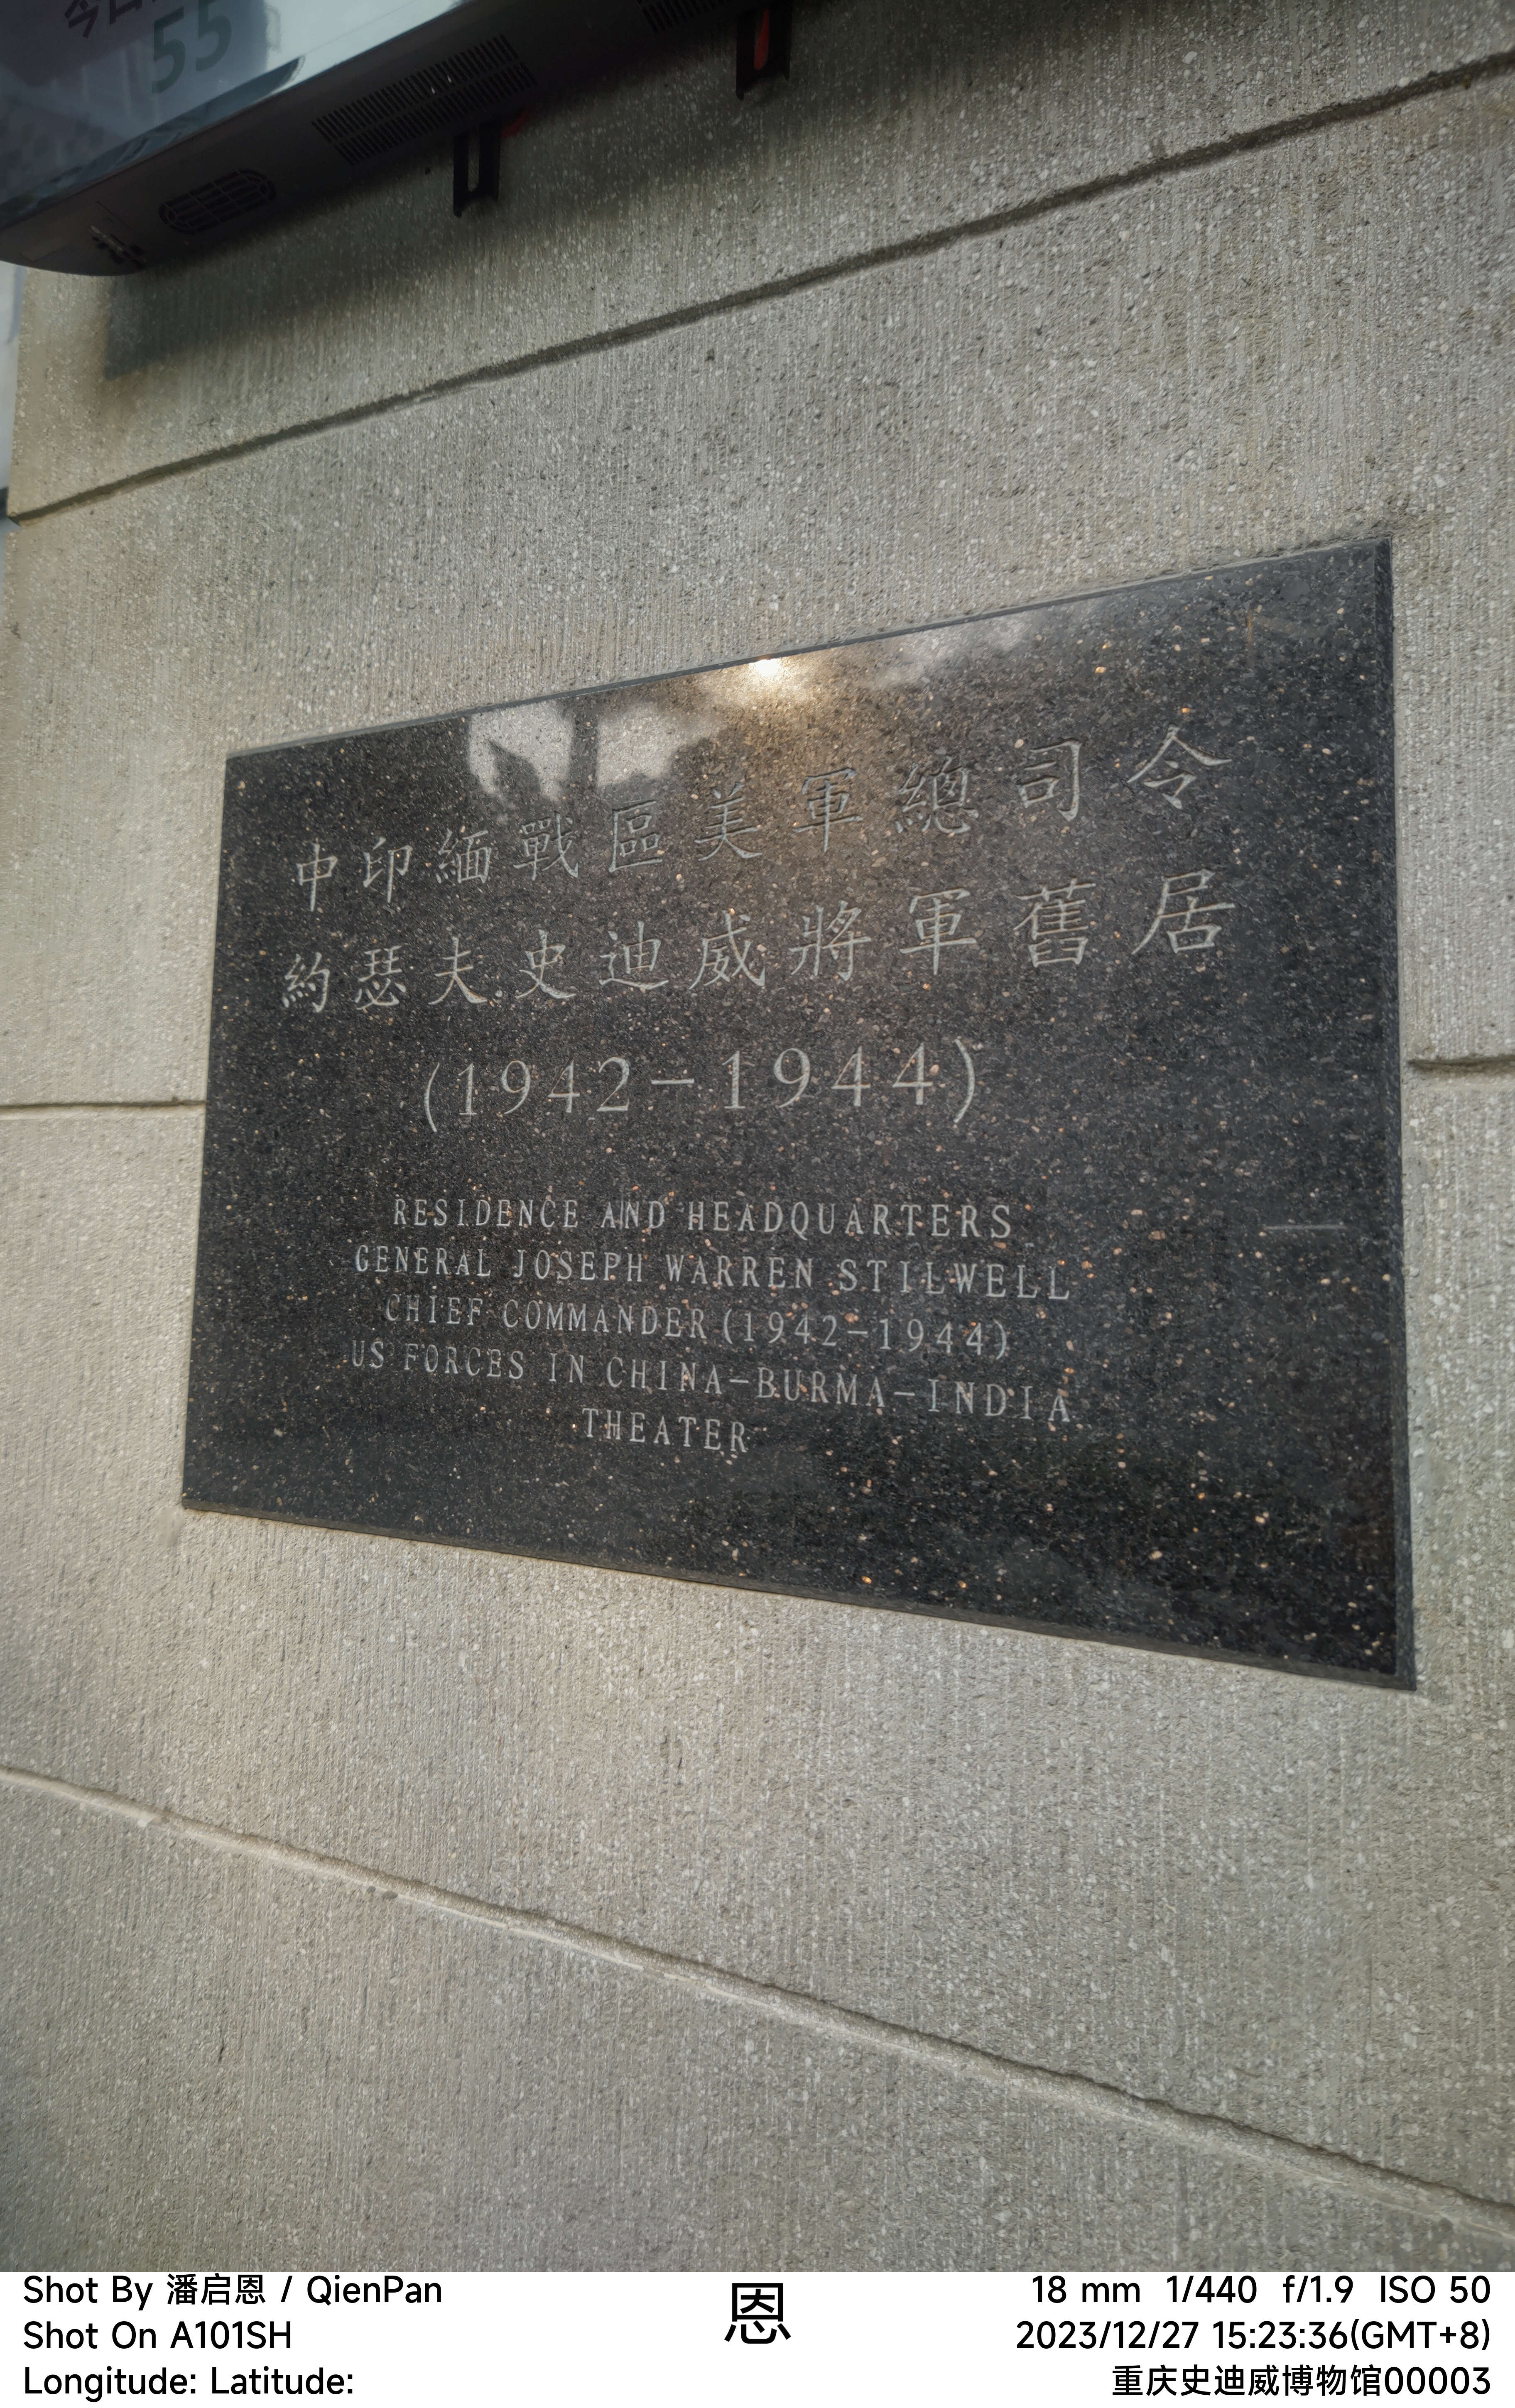 今日
55
中印緬戰區美軍總司令
約瑟夫.史迪威將軍舊居
(1942-1944)
RESIDENCE AND HEADQUARTERS
GENERAL JOSEPH WARREN STILWELL
CHIEF COMMANDER(1942-1944)
US FORCES IN CHINA-BURMA-INDIA
THEATER
Shot By 潘启恩 / QienPan
Shot On A101SH
Longitude: Latitude:
恩
18 mm 1/440 f/1.9 ISO 50
2023/12/27 15:23:36(GMT+8)
重庆史迪威博物馆00003